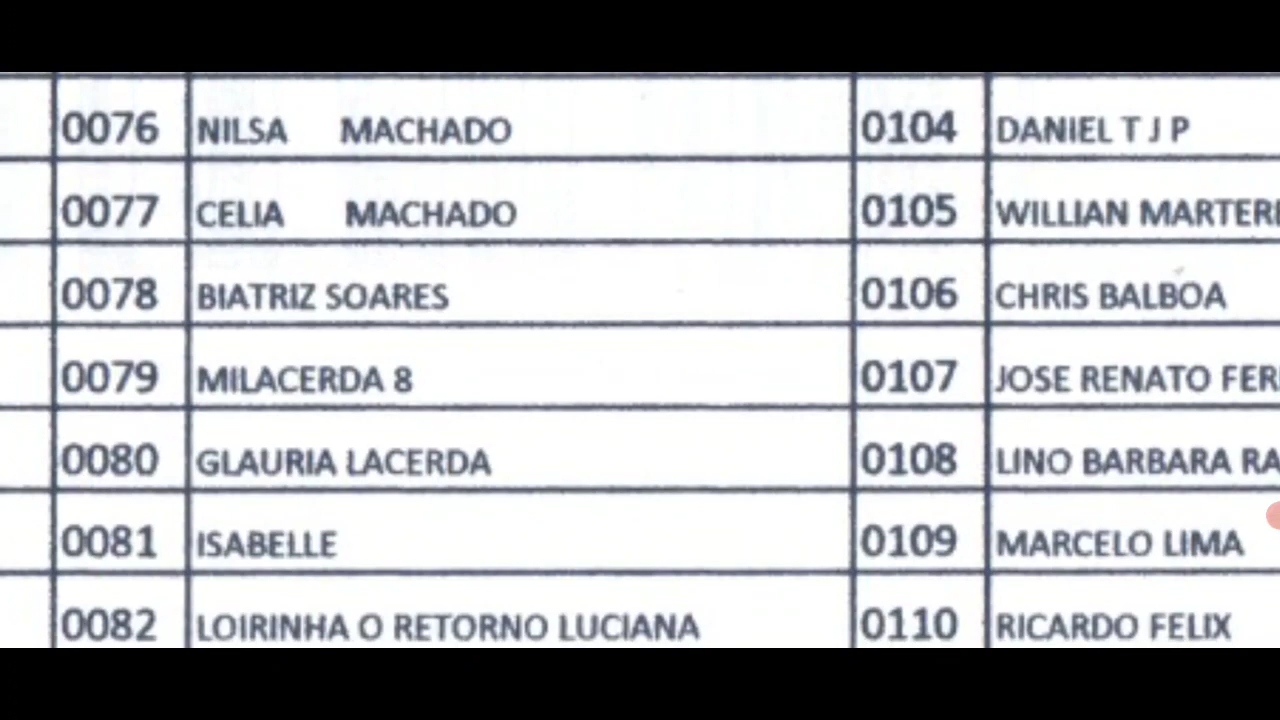 0076 NILSA MACHADO 0104 DANIEL T J P
0077 CELIA MACHADO 0105 WILLIAN
0078 BIATRIZ SOARES 0106 CHRIS BALBOA
0079 MILACERDA 8 0107 JOSE RENATO
0080 GLAURIA LACERDA 0108 LINO BARBARA
0081 ISABELLE 0109 MARCELO LIMA
0082 LOIRINHA O RETORNO LUCIANA 0110 RICARDO FELIX